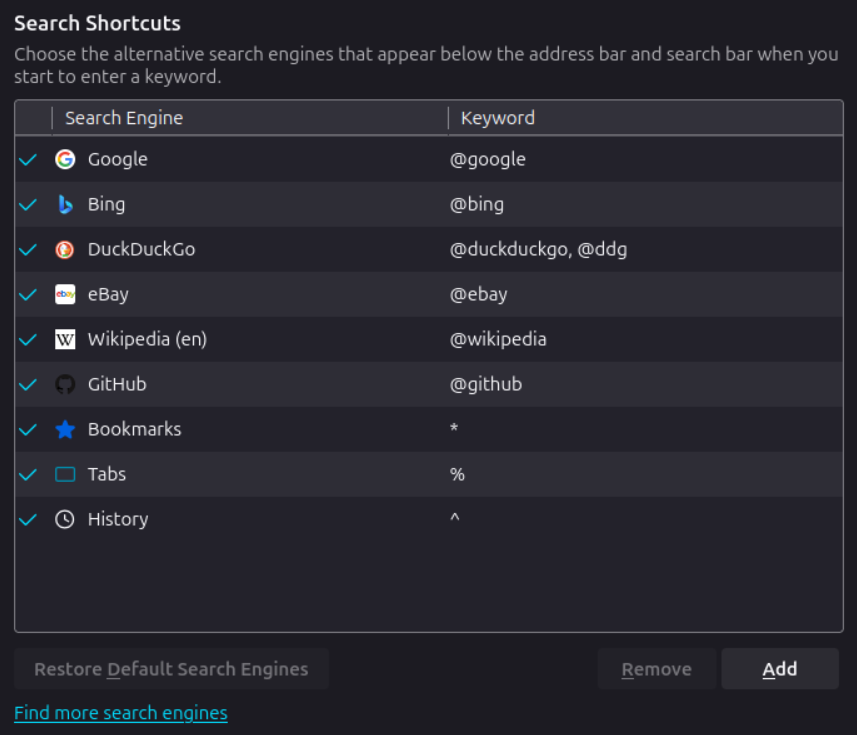 Search Shortcuts
Choose the alternative search engines that appear below the address bar and search bar when you
start to enter a keyword.
Search Engine Keyword
Google @google
Bing @bing
DuckDuckGo @duckduckgo, @ddg
ebay eBay @ebay
W Wikipedia (en) @wikipedia
GitHub @github
Bookmarks *
Tabs %
History ^
Restore Default Search Engines Remove Add
Find more search engines